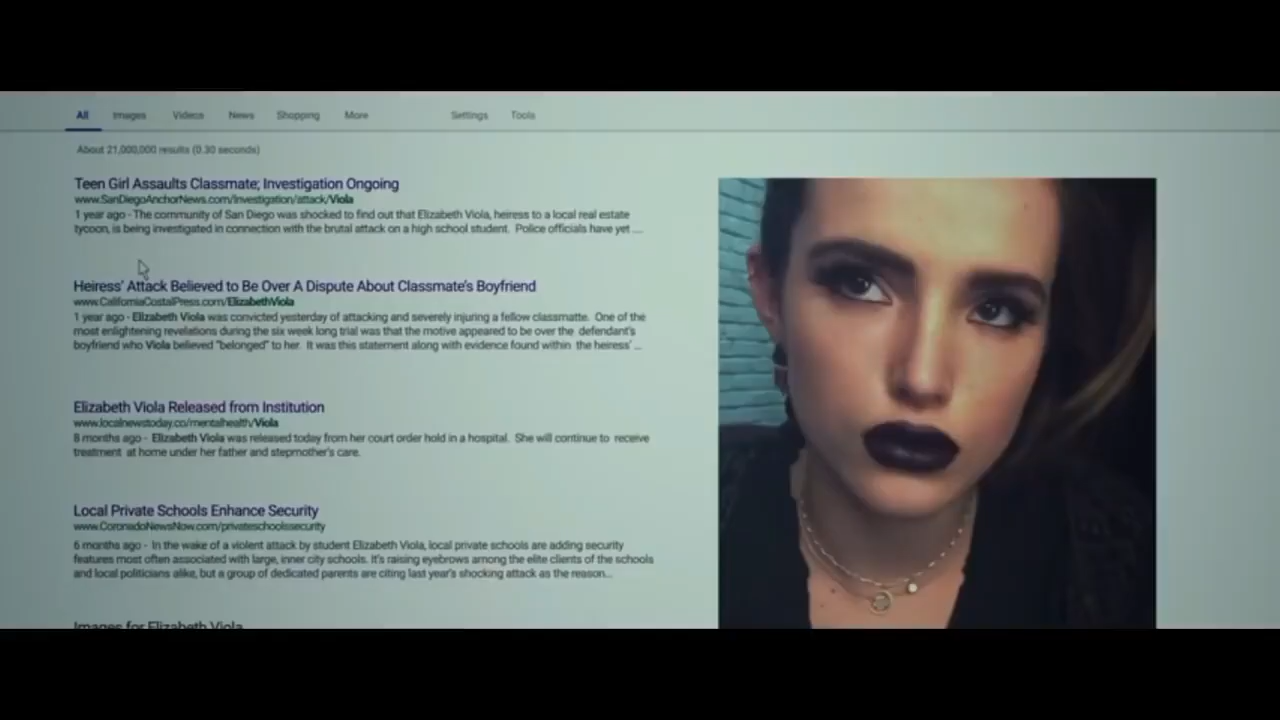 All Images Videos News Shopping More Settings Tools
About 21,000,000 results (0.30 seconds)
Teen Girl Assaults Classmate; Investigation Ongoing
www.SanDiegoAnchorNews.com/Investigation/attack/Viola
1 year ago - The community of San Diego was shocked to find out that Elizabeth Viola, heiress to a local real estate
tycoon, is being investigated in connection with the brutal attack on a high school student. Police officials have yet ....
Heiress' Attack Believed to Be Over A Dispute About Classmate's Boyfriend
www.CaliforniaCostalPress.com/ElizabethViola
1 year ago - Elizabeth Viola was convicted yesterday of attacking and severely injuring a fellow classmatte. One of the
most enlightening revelations during the six week long trial was that the motive appeared to be over the defendant's
boyfriend who Viola believed "belonged" to her. It was this statement along with evidence found within the heiress' ...
Elizabeth Viola Released from Institution
www.localnewstoday.co/mentalhealth/Viola
8 months ago - Elizabeth Viola was released today from her court order hold in a hospital. She will continue to receive
treatment at home under her father and stepmother's care.
Local Private Schools Enhance Security
www.CoronadoNewsNow.com/privateschoolssecurity
6 months ago - In the wake of a violent attack by student Elizabeth Viola, local private schools are adding security
features most often associated with large, inner city schools. It's raising eyebrows among the elite clients of the schools
and local politicians alike, but a group of dedicated parents are citing last year's shocking attack as the reason...
Images for Elizabeth Viola